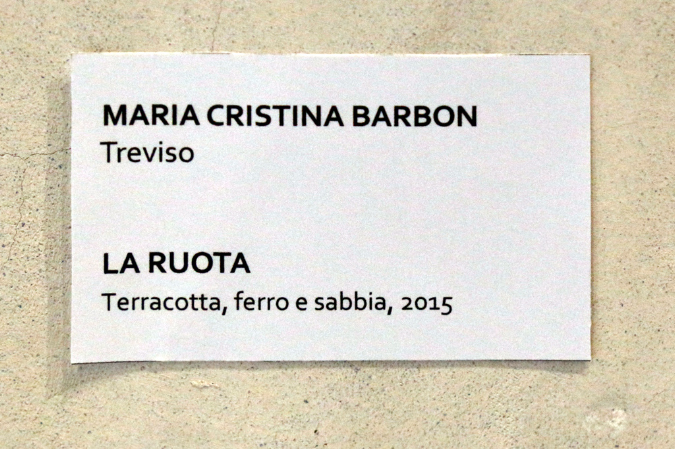 MARIA CRISTINA BARBON
Treviso
LA RUOTA
Terracotta, ferro e sabbia, 2015